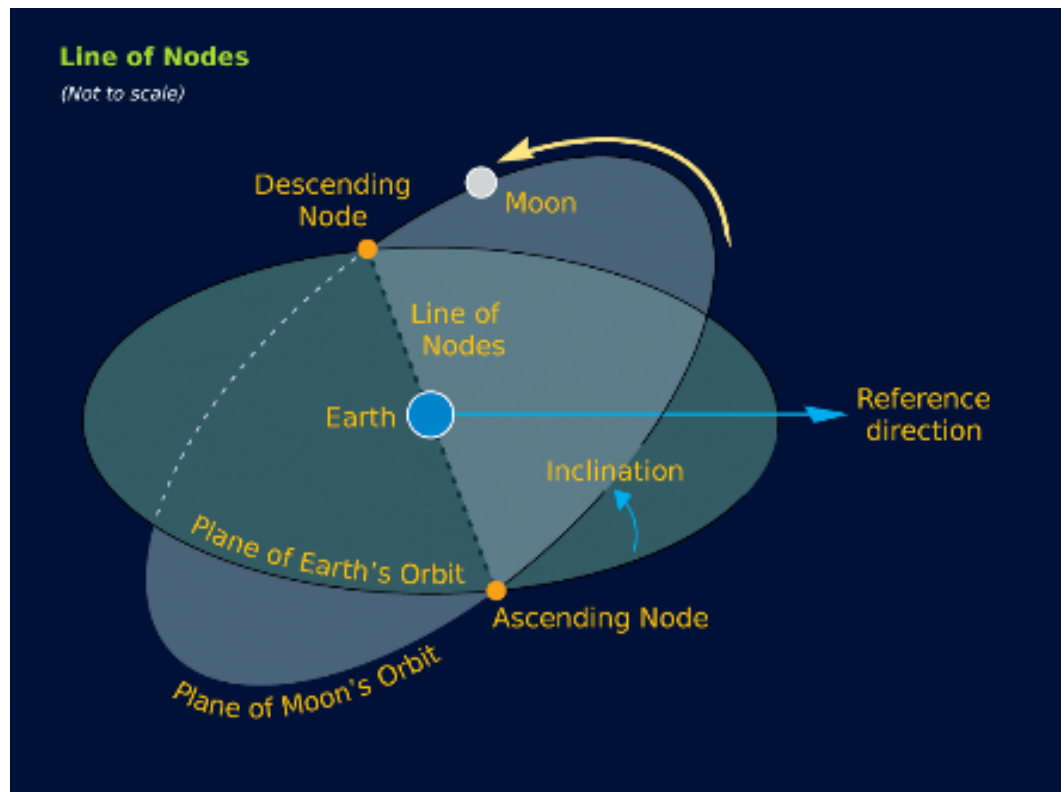 Line of Nodes
(Not to scale)
Descending
Node
Moon
Line of
Nodes
Earth
Reference
direction
Inclination
Plane of Earth's Orbit
Ascending Node
Plane of Moon's Orbit